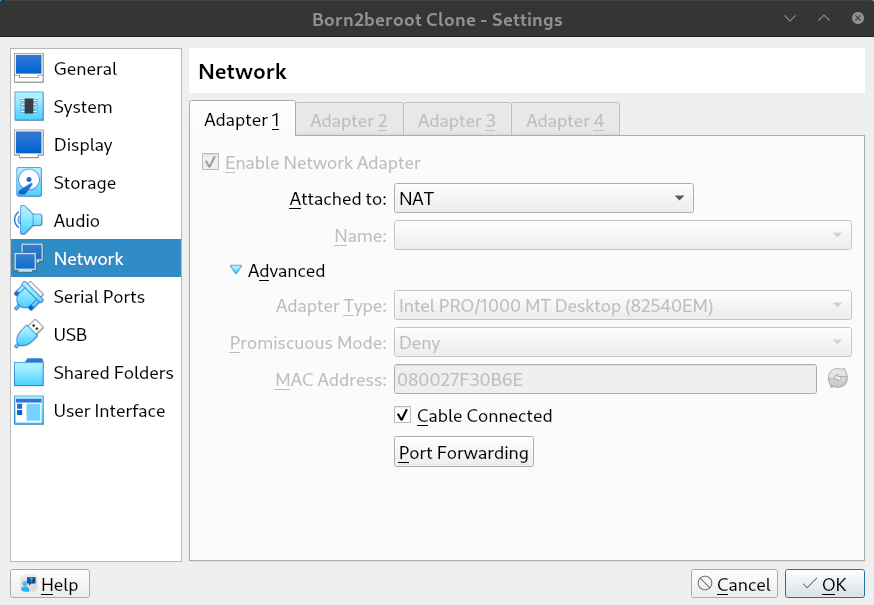 Born2beroot Clone - Settings
General
System
Display
Storage
Audio
Network
Serial Ports
USB
Shared Folders
User Interface
Network
Adapter 1 Adapter 2 Adapter 3 Adapter 4
Enable Network Adapter
Attached to: NAT
Name:
Advanced
Adapter Type: Intel PRO/1000 MT Desktop (82540EM)
Promiscuous Mode: Deny
MAC Address: 080027F30B6E
Cable Connected
Port Forwarding
Help Cancel OK